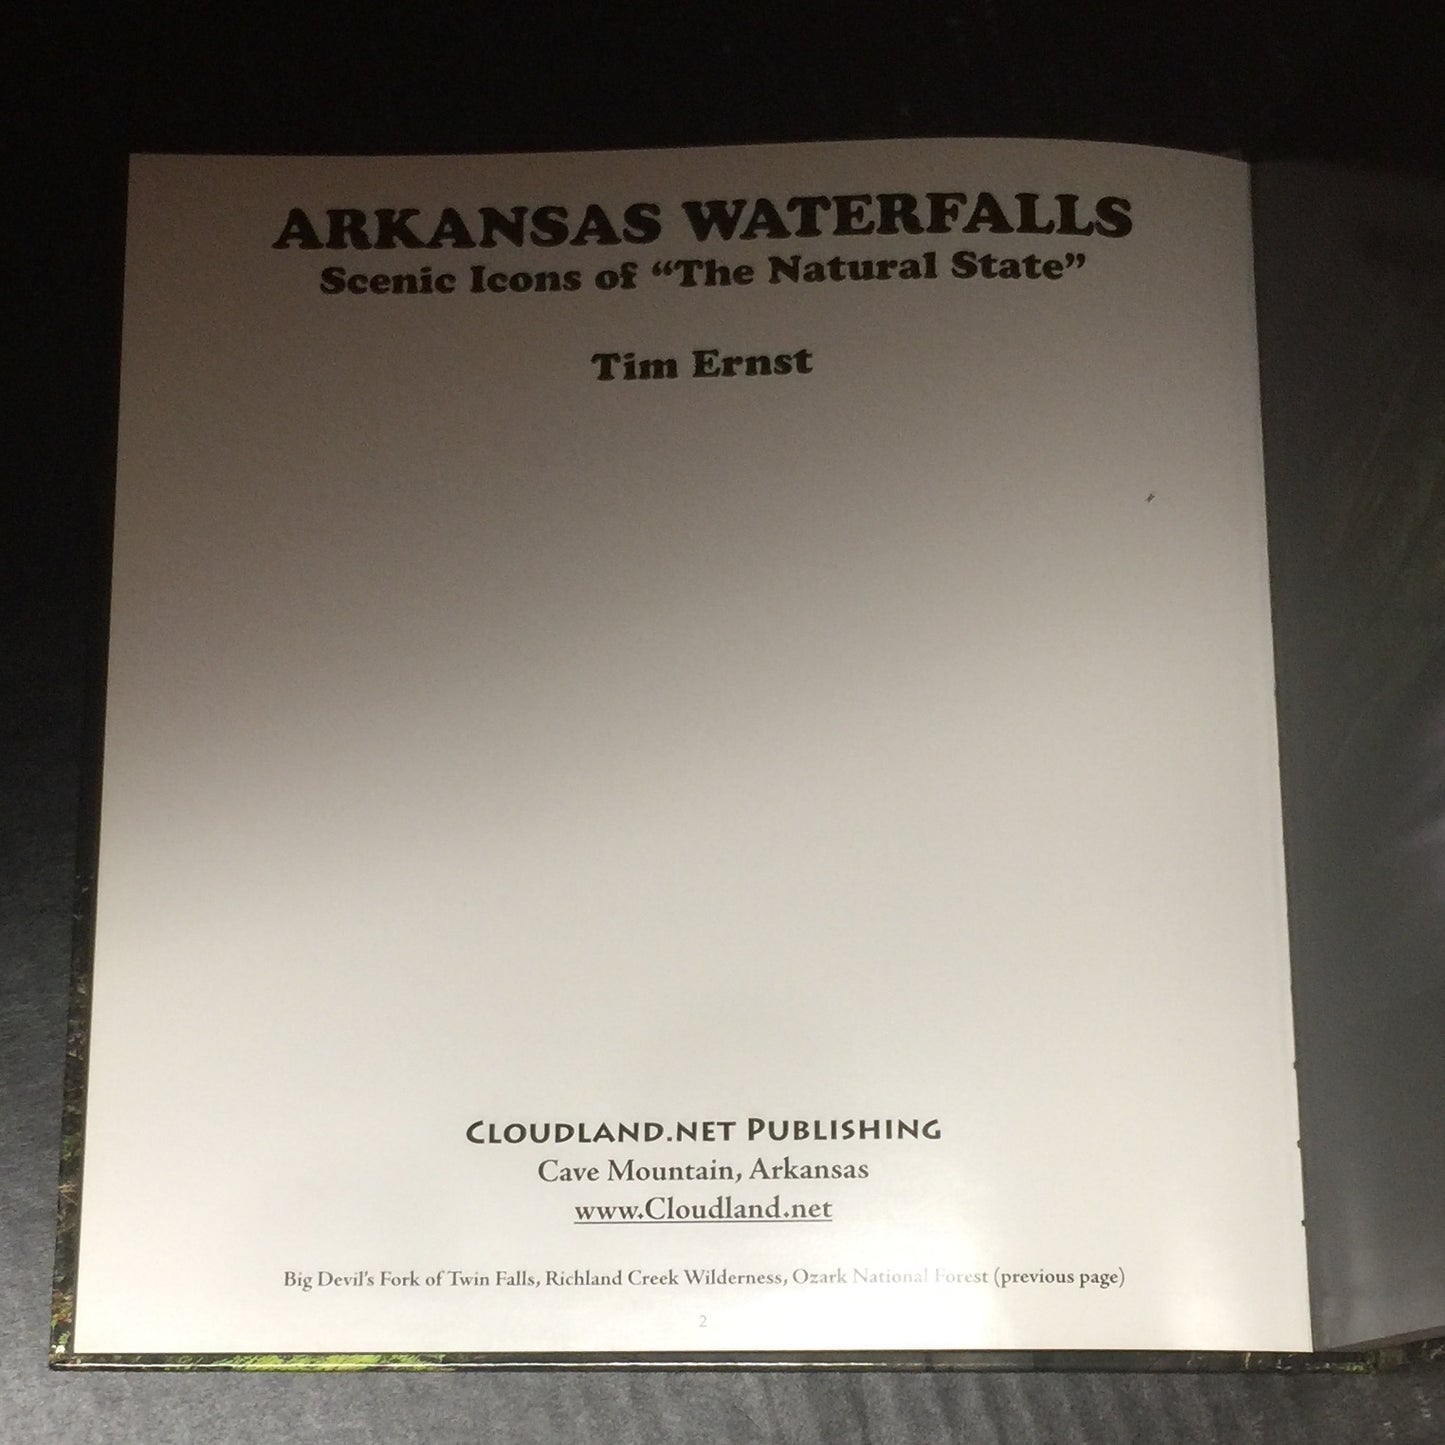 ARKANSAS WATERFALLS
Scenic Icons of “The Natural State”
Tim Ernst
CLOUDLAND.NET PUBLISHING
Cave Mountain, Arkansas
www.Cloudland.net
Big Devil's Fork of Twin Falls, Richland Creek Wilderness, Ozark National Forest (previous page)
2